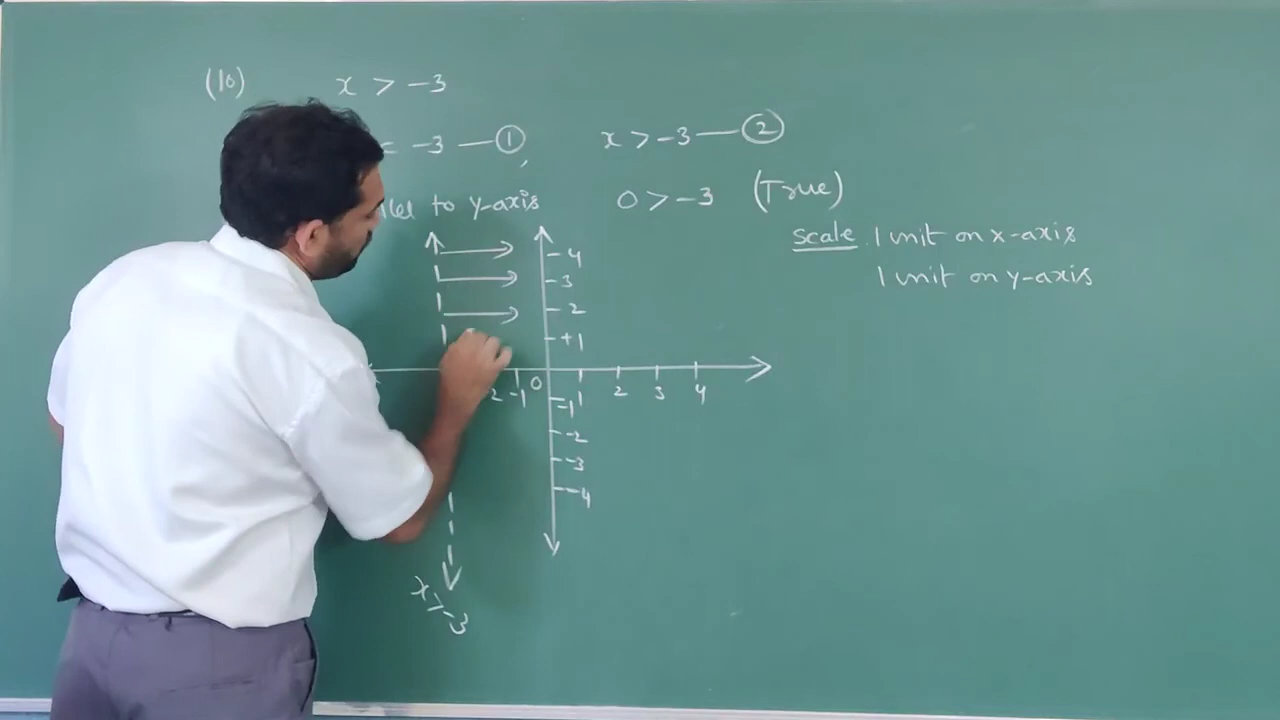 (10) x > -3
= -3 — ①, x > -3 — ②
to y-axis 0 > -3 (True)
scale 1 unit on x-axis
1 unit on y-axis
-4
-3
-2
+1
2 -1 0 1 2 3 4
-1
-2
-3
-4
x > -3